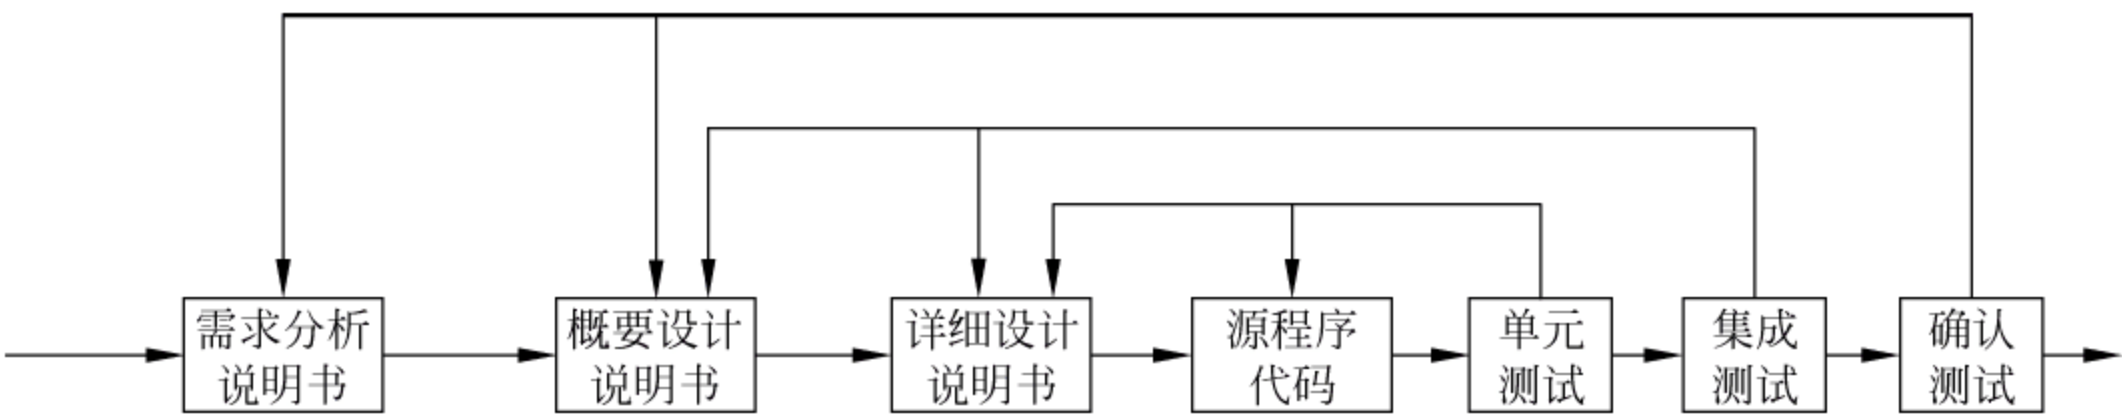 需求分析
说明书
概要设计
说明书
详细设计
说明书
源程序
代码
单元
测试
集成
测试
确认
测试